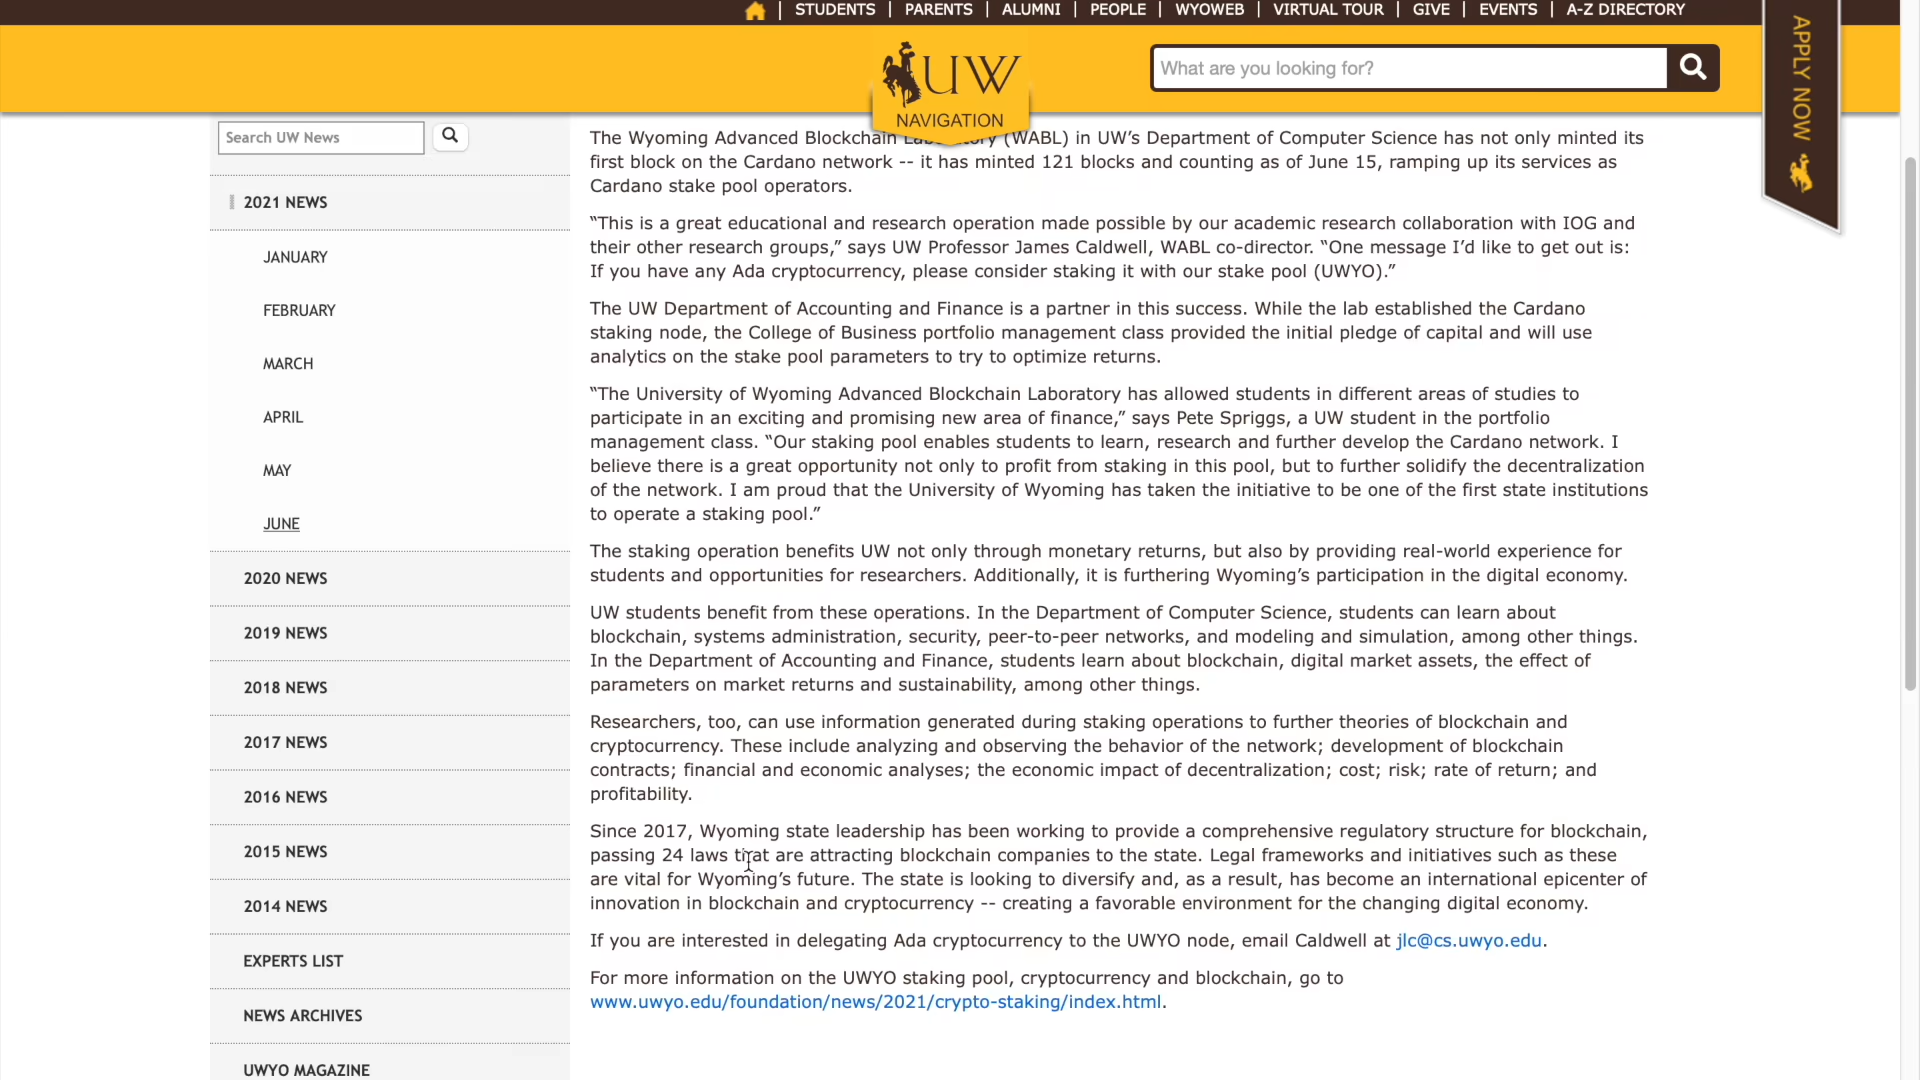 STUDENTS | PARENTS | ALUMNI | PEOPLE | WYOWEB | VIRTUAL TOUR | GIVE | EVENTS | A-Z DIRECTORY
APPLY NOW
UW
NAVIGATION
What are you looking for?
Search UW News
2021 NEWS
JANUARY
FEBRUARY
MARCH
APRIL
MAY
JUNE
2020 NEWS
2019 NEWS
2018 NEWS
2017 NEWS
2016 NEWS
2015 NEWS
2014 NEWS
EXPERTS LIST
NEWS ARCHIVES
UWYO MAGAZINE
The Wyoming Advanced Blockchain Laboratory (WABL) in UW’s Department of Computer Science has not only minted its
first block on the Cardano network -- it has minted 121 blocks and counting as of June 15, ramping up its services as
Cardano stake pool operators.
“This is a great educational and research operation made possible by our academic research collaboration with IOG and
their other research groups,” says UW Professor James Caldwell, WABL co-director. “One message I’d like to get out is:
If you have any Ada cryptocurrency, please consider staking it with our stake pool (UWYO).”
The UW Department of Accounting and Finance is a partner in this success. While the lab established the Cardano
staking node, the College of Business portfolio management class provided the initial pledge of capital and will use
analytics on the stake pool parameters to try to optimize returns.
“The University of Wyoming Advanced Blockchain Laboratory has allowed students in different areas of studies to
participate in an exciting and promising new area of finance,” says Pete Spriggs, a UW student in the portfolio
management class. “Our staking pool enables students to learn, research and further develop the Cardano network. I
believe there is a great opportunity not only to profit from staking in this pool, but to further solidify the decentralization
of the network. I am proud that the University of Wyoming has taken the initiative to be one of the first state institutions
to operate a staking pool.”
The staking operation benefits UW not only through monetary returns, but also by providing real-world experience for
students and opportunities for researchers. Additionally, it is furthering Wyoming’s participation in the digital economy.
UW students benefit from these operations. In the Department of Computer Science, students can learn about
blockchain, systems administration, security, peer-to-peer networks, and modeling and simulation, among other things.
In the Department of Accounting and Finance, students learn about blockchain, digital market assets, the effect of
parameters on market returns and sustainability, among other things.
Researchers, too, can use information generated during staking operations to further theories of blockchain and
cryptocurrency. These include analyzing and observing the behavior of the network; development of blockchain
contracts; financial and economic analyses; the economic impact of decentralization; cost; risk; rate of return; and
profitability.
Since 2017, Wyoming state leadership has been working to provide a comprehensive regulatory structure for blockchain,
passing 24 laws that are attracting blockchain companies to the state. Legal frameworks and initiatives such as these
are vital for Wyoming’s future. The state is looking to diversify and, as a result, has become an international epicenter of
innovation in blockchain and cryptocurrency -- creating a favorable environment for the changing digital economy.
If you are interested in delegating Ada cryptocurrency to the UWYO node, email Caldwell at jlc@cs.uwyo.edu.
For more information on the UWYO staking pool, cryptocurrency and blockchain, go to
www.uwyo.edu/foundation/news/2021/crypto-staking/index.html.